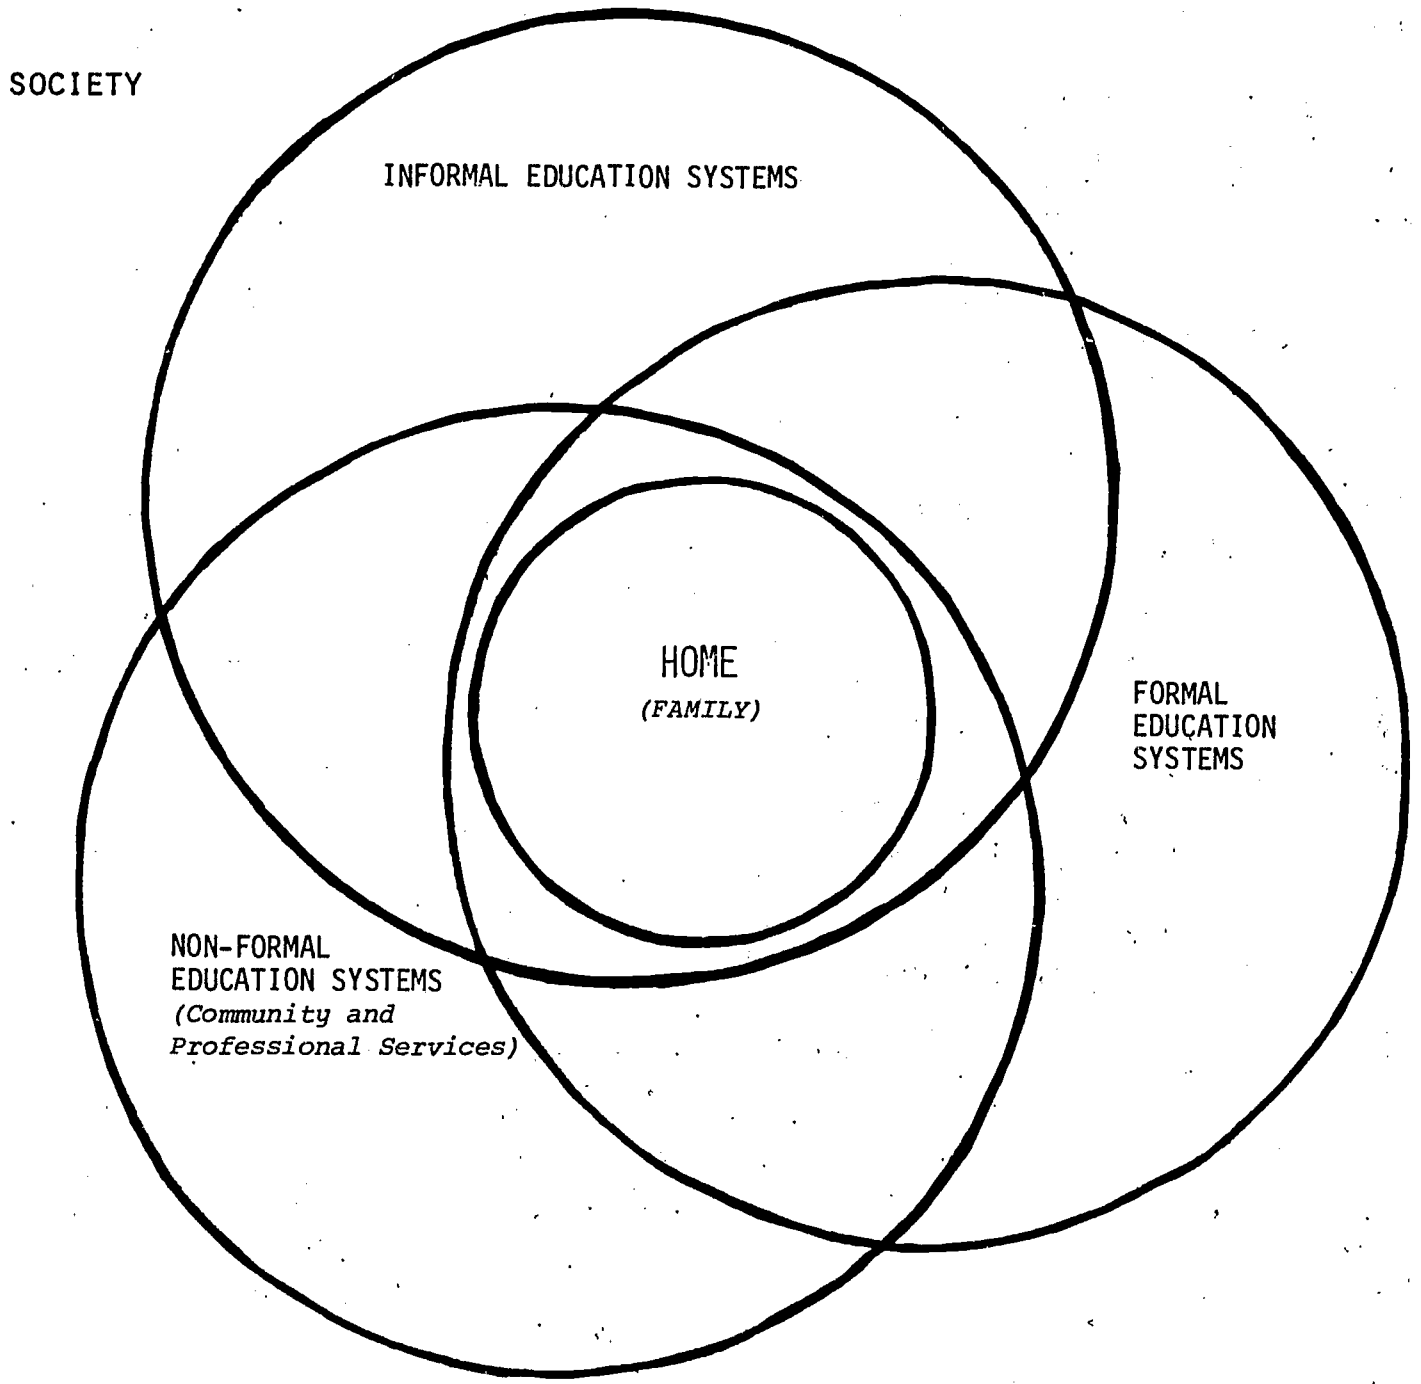 SOCIETY
INFORMAL EDUCATION SYSTEMS
HOME
(FAMILY)
FORMAL
EDUCATION
SYSTEMS
NON-FORMAL
EDUCATION SYSTEMS
(Community and
Professional Services)